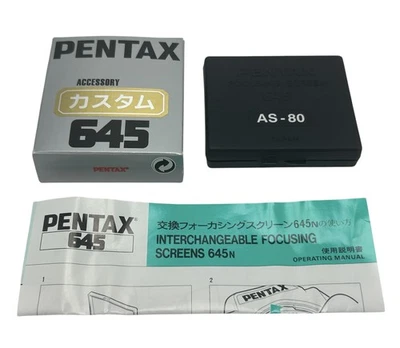 PENTAX
ACCESSORY
カスタム
645
PENTAX
AS-80
PENTAX
645
交換フォーカシングスクリーン645Nの使い方
INTERCHANGEABLE FOCUSING
SCREENS 645N
使用説明書
OPERATING MANUAL
1
2
PENTAX